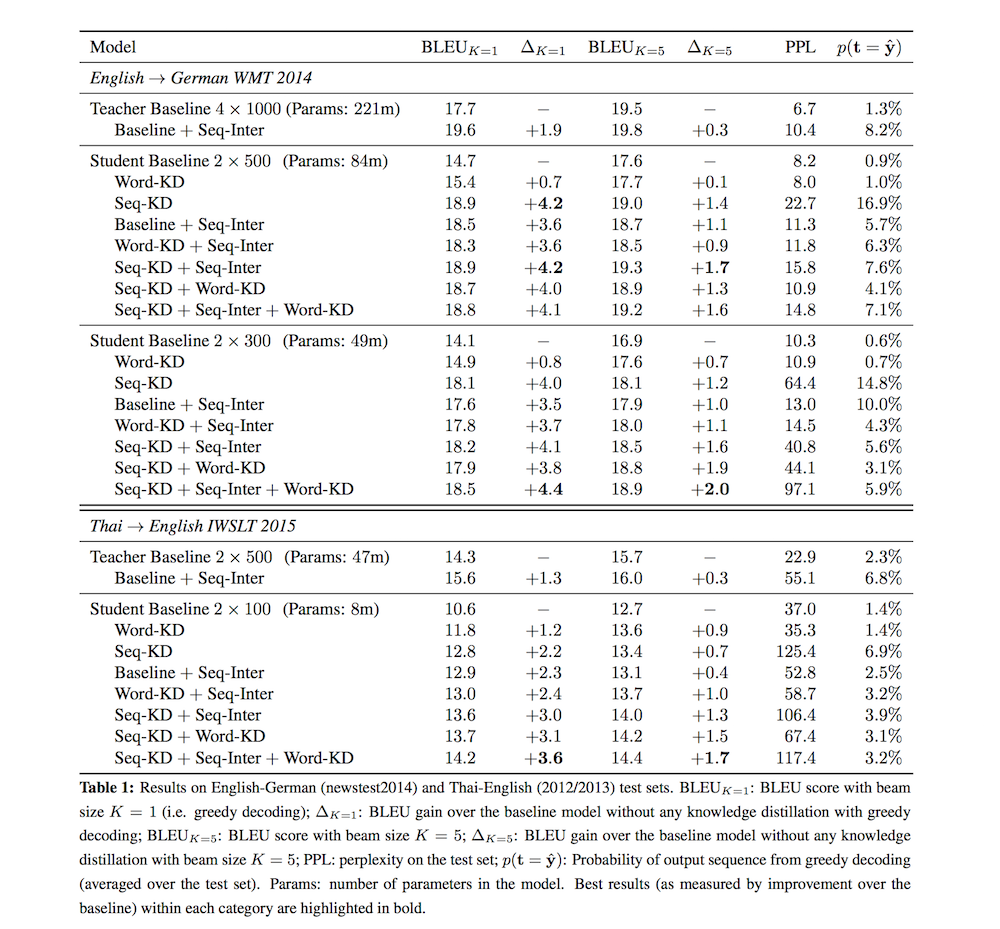 Model BLEU_{K=1} Δ_{K=1} BLEU_{K=5} Δ_{K=5} PPL p(t = ŷ)
English → German WMT 2014
Teacher Baseline 4 × 1000 (Params: 221m) 17.7 – 19.5 – 6.7 1.3%
Baseline + Seq-Inter 19.6 +1.9 19.8 +0.3 10.4 8.2%
Student Baseline 2 × 500 (Params: 84m) 14.7 – 17.6 – 8.2 0.9%
Word-KD 15.4 +0.7 17.7 +0.1 8.0 1.0%
Seq-KD 18.9 +4.2 19.0 +1.4 22.7 16.9%
Baseline + Seq-Inter 18.5 +3.6 18.7 +1.1 11.3 5.7%
Word-KD + Seq-Inter 18.3 +3.6 18.5 +0.9 11.8 6.3%
Seq-KD + Seq-Inter 18.9 +4.2 19.3 +1.7 15.8 7.6%
Seq-KD + Word-KD 18.7 +4.0 18.9 +1.3 10.9 4.1%
Seq-KD + Seq-Inter + Word-KD 18.8 +4.1 19.2 +1.6 14.8 7.1%
Student Baseline 2 × 300 (Params: 49m) 14.1 – 16.9 – 10.3 0.6%
Word-KD 14.9 +0.8 17.6 +0.7 10.9 0.7%
Seq-KD 18.1 +4.0 18.1 +1.2 64.4 14.8%
Baseline + Seq-Inter 17.6 +3.5 17.9 +1.0 13.0 10.0%
Word-KD + Seq-Inter 17.8 +3.7 18.0 +1.1 14.5 4.3%
Seq-KD + Seq-Inter 18.2 +4.1 18.5 +1.6 40.8 5.6%
Seq-KD + Word-KD 17.9 +3.8 18.8 +1.9 44.1 3.1%
Seq-KD + Seq-Inter + Word-KD 18.5 +4.4 18.9 +2.0 97.1 5.9%
Thai → English IWSLT 2015
Teacher Baseline 2 × 500 (Params: 47m) 14.3 – 15.7 – 22.9 2.3%
Baseline + Seq-Inter 15.6 +1.3 16.0 +0.3 55.1 6.8%
Student Baseline 2 × 100 (Params: 8m) 10.6 – 12.7 – 37.0 1.4%
Word-KD 11.8 +1.2 13.6 +0.9 35.3 1.4%
Seq-KD 12.8 +2.2 13.4 +0.7 125.4 6.9%
Baseline + Seq-Inter 12.9 +2.3 13.1 +0.4 52.8 2.5%
Word-KD + Seq-Inter 13.0 +2.4 13.7 +1.0 58.7 3.2%
Seq-KD + Seq-Inter 13.6 +3.0 14.0 +1.3 106.4 3.9%
Seq-KD + Word-KD 13.7 +3.1 14.2 +1.5 67.4 3.1%
Seq-KD + Seq-Inter + Word-KD 14.2 +3.6 14.4 +1.7 117.4 3.2%
Table 1: Results on English-German (newstest2014) and Thai-English (2012/2013) test sets. BLEU_{K=1}: BLEU score with beam
size K = 1 (i.e. greedy decoding); Δ_{K=1}: BLEU gain over the baseline model without any knowledge distillation with greedy
decoding; BLEU_{K=5}: BLEU score with beam size K = 5; Δ_{K=5}: BLEU gain over the baseline model without any knowledge
distillation with beam size K = 5; PPL: perplexity on the test set; p(t = ŷ): Probability of output sequence from greedy decoding
(averaged over the test set). Params: number of parameters in the model. Best results (as measured by improvement over the
baseline) within each category are highlighted in bold.